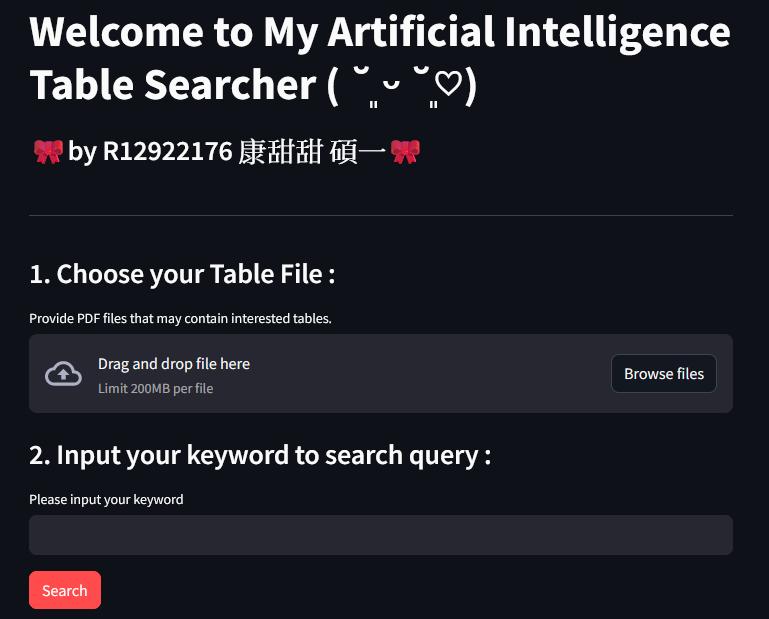 Welcome to My Artificial Intelligence
Table Searcher ( ˘͈ ᵕ ˘͈♡)
🎀 by R12922176 康甜甜 碩一 🎀
1. Choose your Table File :
Provide PDF files that may contain interested tables.
Drag and drop file here
Limit 200MB per file
Browse files
2. Input your keyword to search query :
Please input your keyword
Search